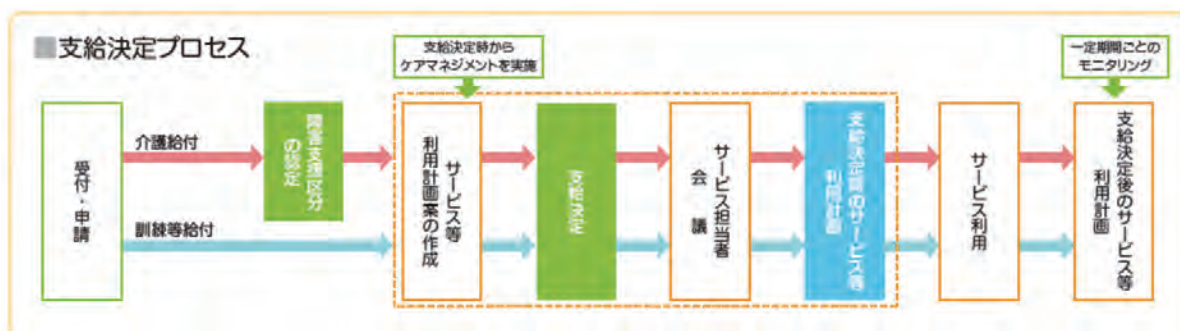 ■支給決定プロセス
支給決定時から
ケアマネジメントを実施
一定期間ごとの
モニタリング
受付・申請
介護給付
訓練等給付
障害支援区分
の認定
サービス等
利用計画案の作成
支給決定
サービス担当者
会議
支給決定時のサービス等
利用計画
サービス利用
支給決定後のサービス等
利用計画